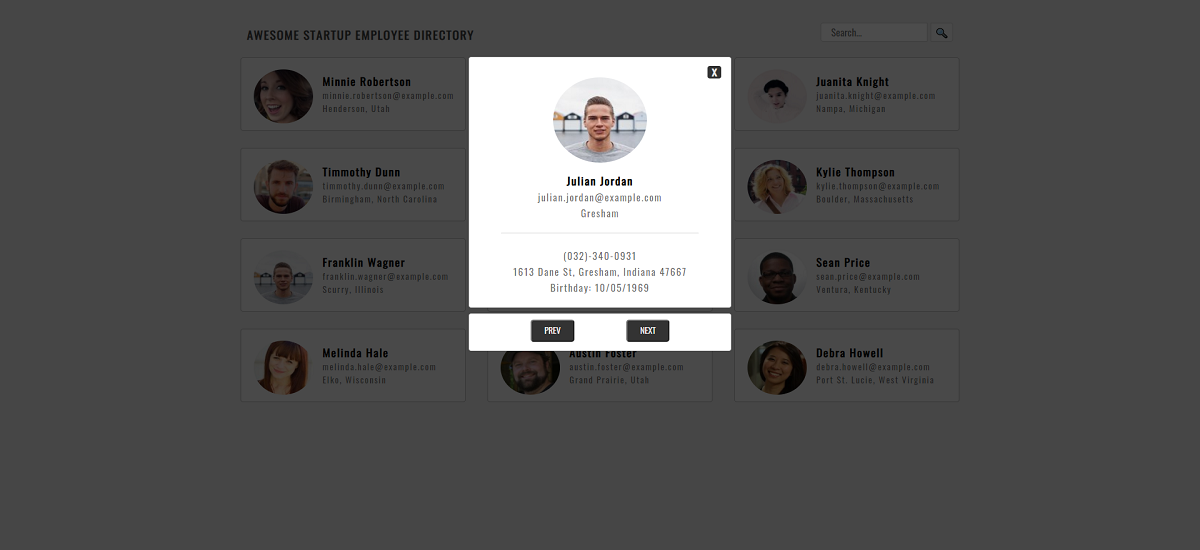 AWESOME STARTUP EMPLOYEE DIRECTORY
Search...
X
Julian Jordan
julian.jordan@example.com
Gresham
(032)-340-0931
1613 Dane St, Gresham, Indiana 47667
Birthday: 10/05/1969
PREV
NEXT
Minnie Robertson
minnie.robertson@example.com
Henderson, Utah
Juanita Knight
juanita.knight@example.com
Nampa, Michigan
Timmothy Dunn
timmothy.dunn@example.com
Birmingham, North Carolina
Kylie Thompson
kylie.thompson@example.com
Boulder, Massachusetts
Franklin Wagner
franklin.wagner@example.com
Scurry, Illinois
Sean Price
sean.price@example.com
Ventura, Kentucky
Melinda Hale
melinda.hale@example.com
Elko, Wisconsin
Austin Foster
austin.foster@example.com
Grand Prairie, Utah
Debra Howell
debra.howell@example.com
Port St. Lucie, West Virginia